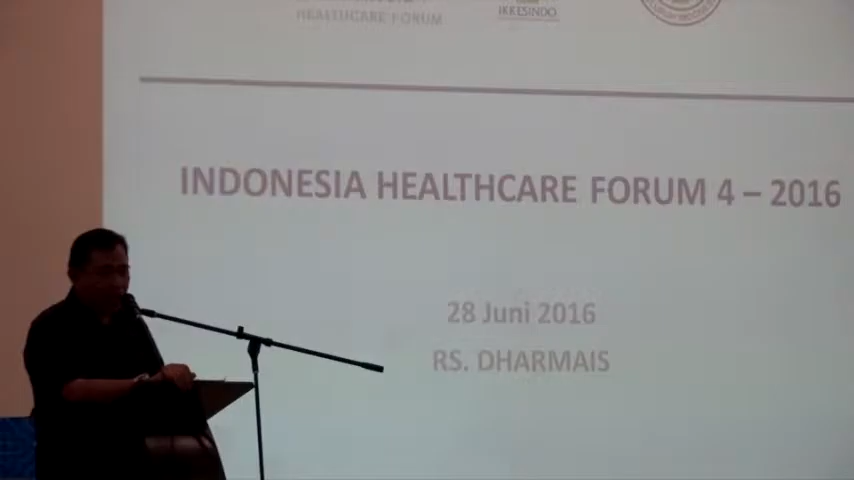 HEALTHCARE FORUM
IKKESINDO
INDONESIA HEALTHCARE FORUM 4 – 2016
28 Juni 2016
RS. DHARMAIS